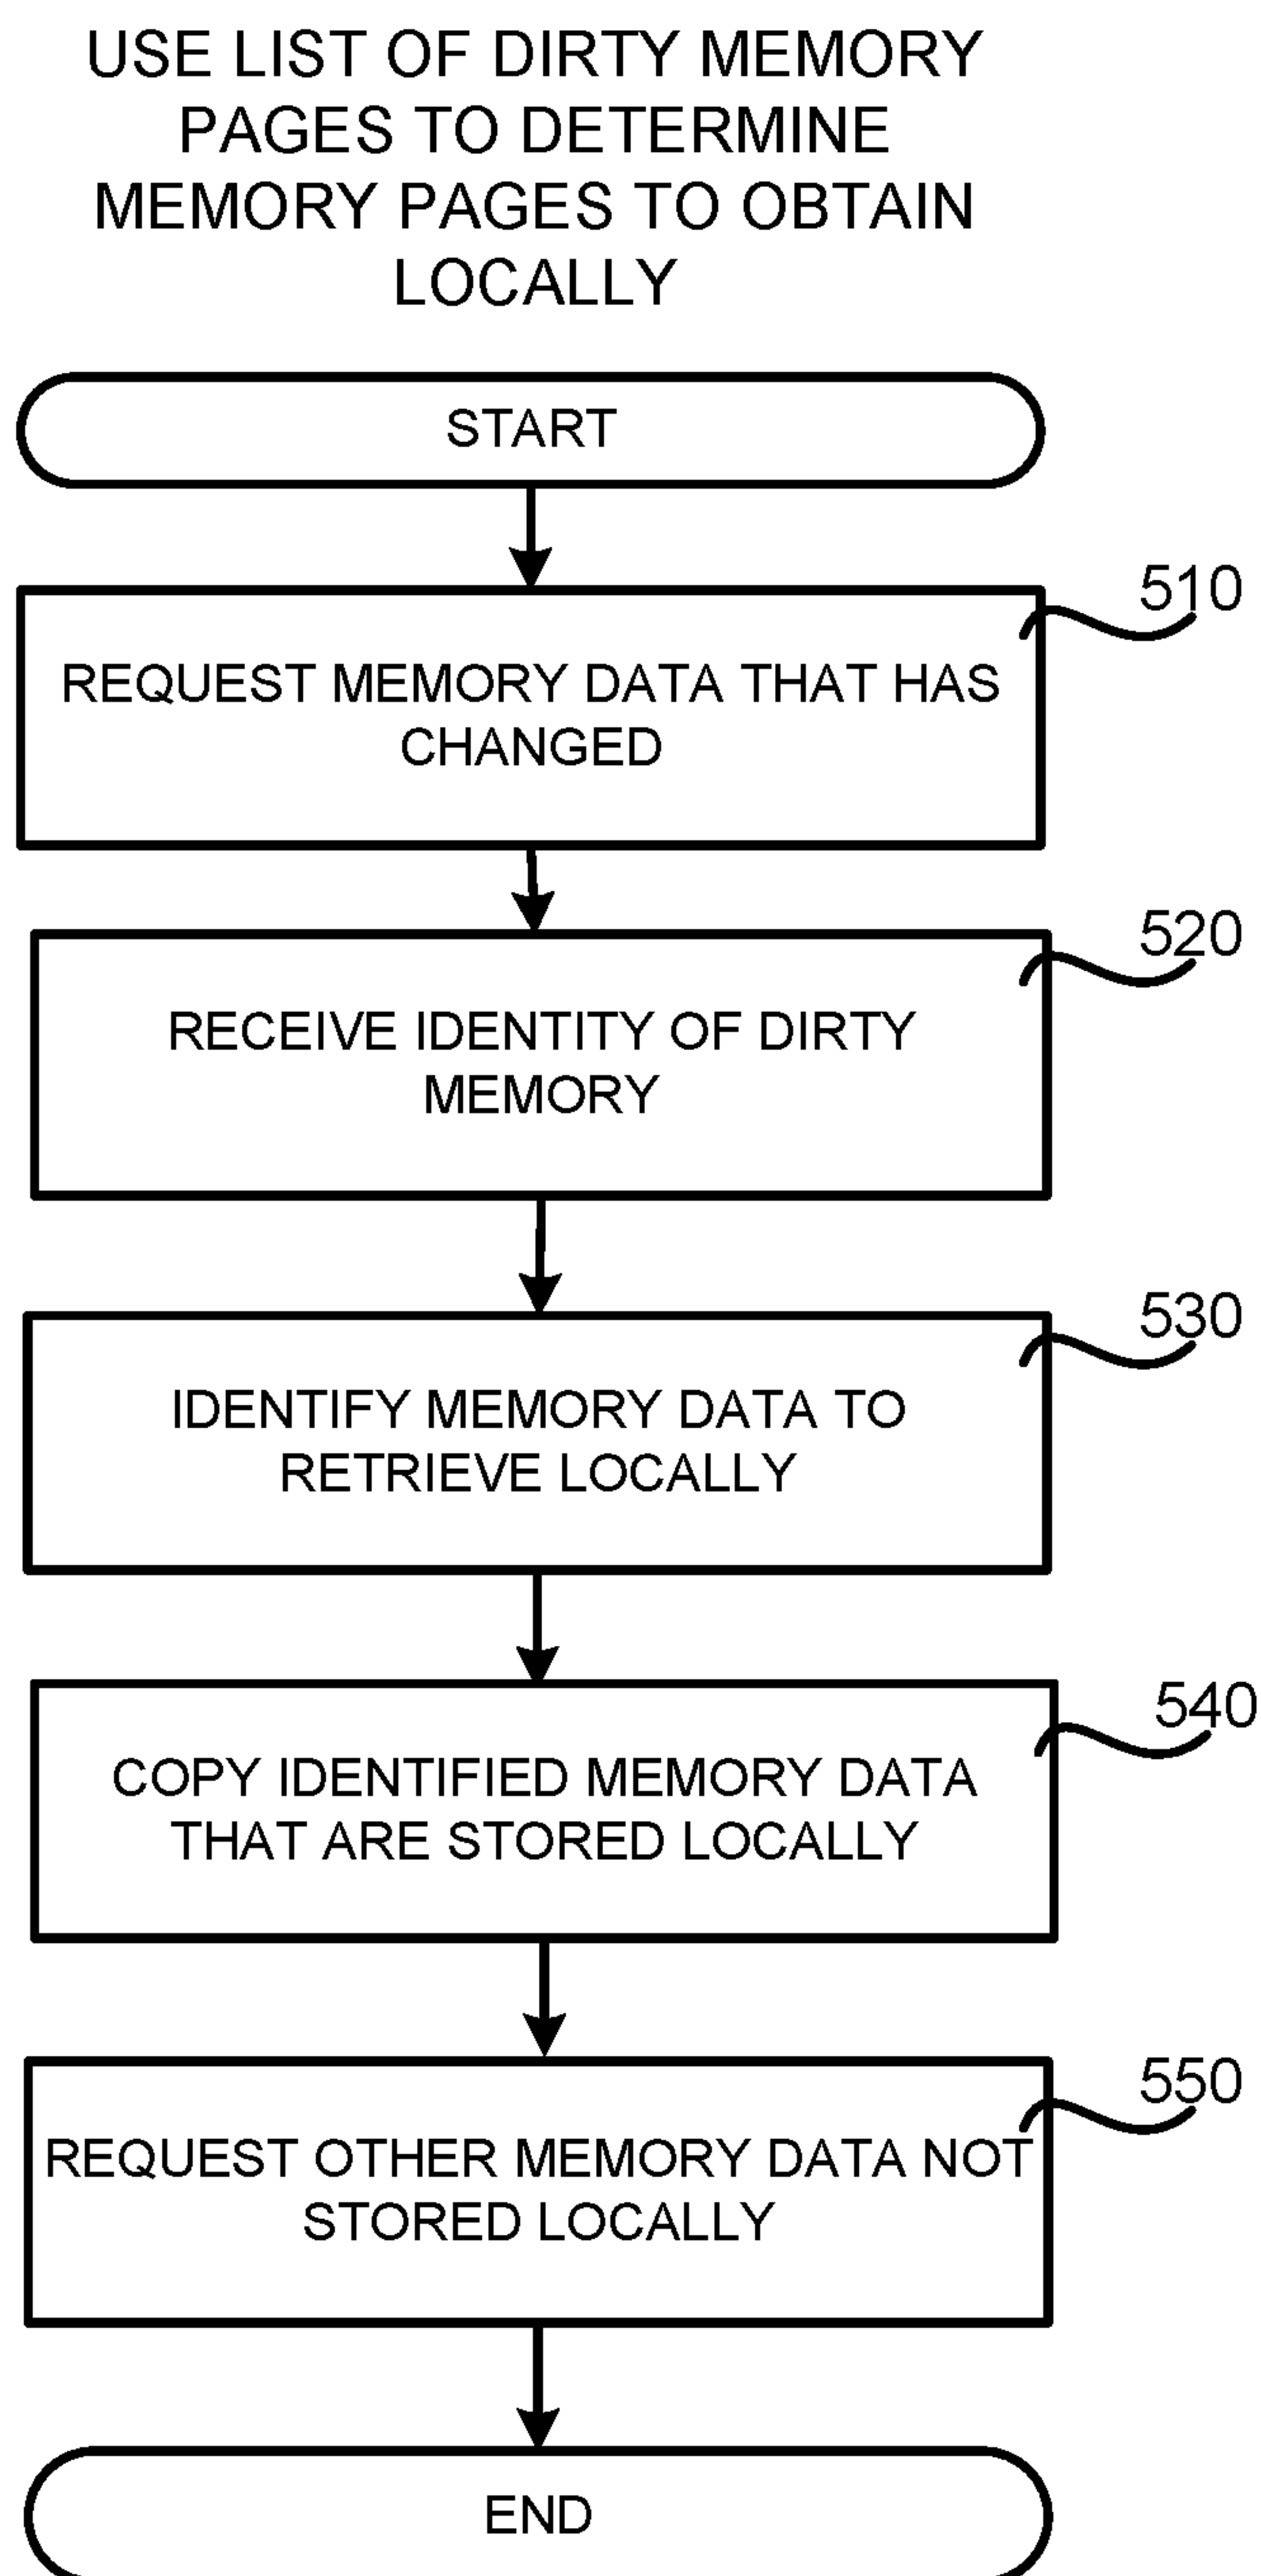 USE LIST OF DIRTY MEMORY
PAGES TO DETERMINE
MEMORY PAGES TO OBTAIN
LOCALLY
START
510
REQUEST MEMORY DATA THAT HAS
CHANGED
520
RECEIVE IDENTITY OF DIRTY
MEMORY
530
IDENTIFY MEMORY DATA TO
RETRIEVE LOCALLY
540
COPY IDENTIFIED MEMORY DATA
THAT ARE STORED LOCALLY
550
REQUEST OTHER MEMORY DATA NOT
STORED LOCALLY
END